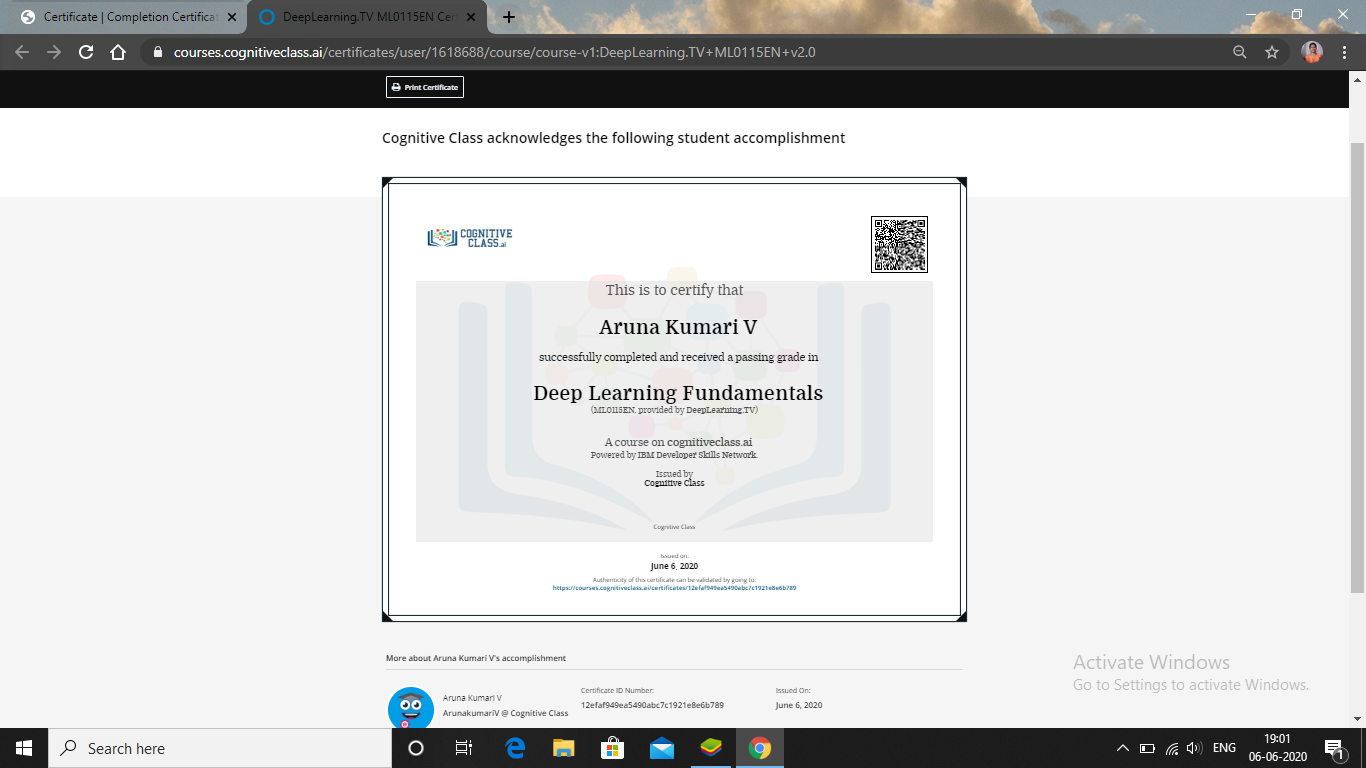 Certificate | Completion Certificat
DeepLearning.TV ML0115EN Cert
courses.cognitiveclass.ai/certificates/user/1618688/course/course-v1:DeepLearning.TV+ML0115EN+v2.0
Print Certificate
Cognitive Class acknowledges the following student accomplishment
COGNITIVE
CLASS.ai
This is to certify that
Aruna Kumari V
successfully completed and received a passing grade in
Deep Learning Fundamentals
(ML0115EN, provided by DeepLearning.TV)
A course on cognitiveclass.ai
Powered by IBM Developer Skills Network.
Issued by
Cognitive Class
Cognitive Class
Issued on:
June 6, 2020
Authenticity of this certificate can be validated by going to:
https://courses.cognitiveclass.ai/certificates/12efaf949ea5490abc7c1921e8e6b789
More about Aruna Kumari V's accomplishment
Aruna Kumari V
ArunakumariV @ Cognitive Class
Certificate ID Number:
12efaf949ea5490abc7c1921e8e6b789
Issued On:
June 6, 2020
Activate Windows
Go to Settings to activate Windows.
Search here
ENG
19:01
06-06-2020
1